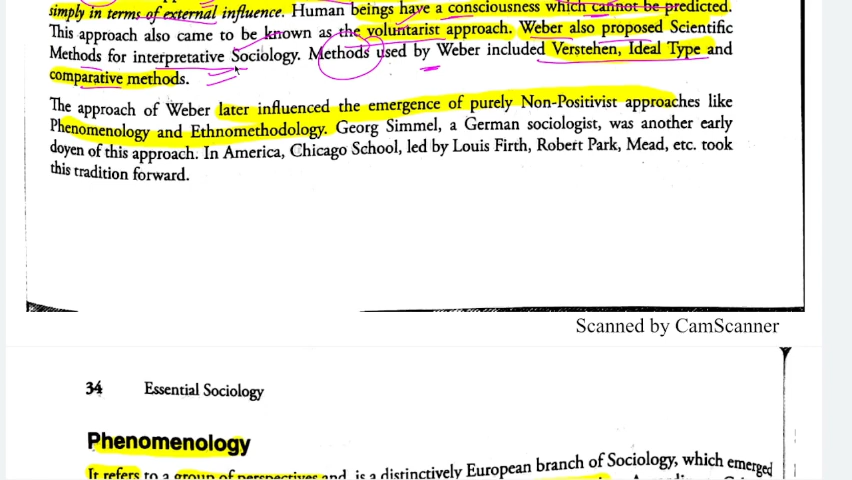 simply in terms of external influence. Human beings have a consciousness which cannot be predicted.
This approach also came to be known as the voluntarist approach. Weber also proposed Scientific
Methods for interpretative Sociology. Methods used by Weber included Verstehen, Ideal Type and
comparative methods.
The approach of Weber later influenced the emergence of purely Non-Positivist approaches like
Phenomenology and Ethnomethodology. Georg Simmel, a German sociologist, was another early
doyen of this approach. In America, Chicago School, led by Louis Firth, Robert Park, Mead, etc. took
this tradition forward.
Scanned by CamScanner
34 Essential Sociology
Phenomenology
It refers to a group of perspectives and is a distinctively European branch of Sociology, which emerged